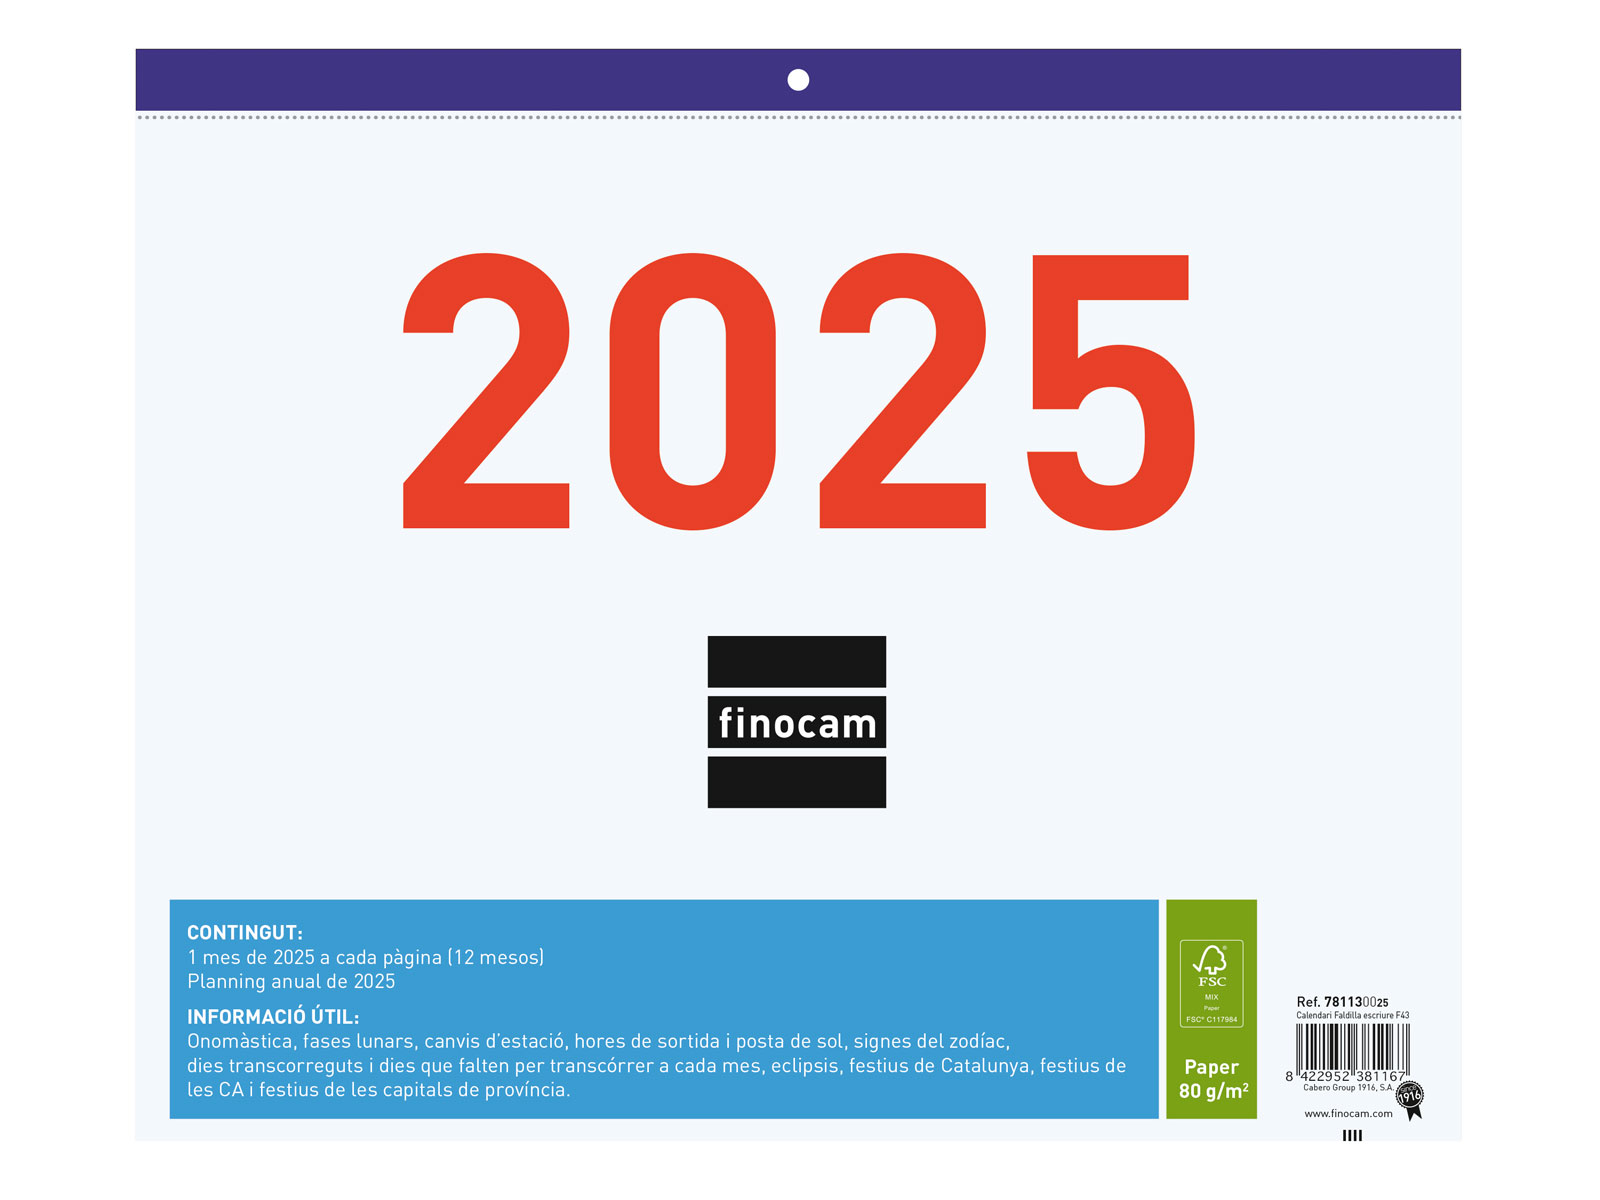 2025
finocam
CONTINGUT:
1 mes de 2025 a cada pàgina (12 mesos)
Planning anual de 2025
INFORMACIÓ ÚTIL:
Onomàstica, fases lunars, canvis d'estació, hores de sortida i posta de sol, signes del zodíac,
dies transcorreguts i dies que falten per transcórrer a cada mes, eclipsis, festius de Catalunya, festius de
les CA i festius de les capitals de província.
®
FSC
MIX
Paper
FSC® C117984
Paper
80 g/m²
Ref. 781130025
Calendari Faldilla escriure F43
8 422952 381167
Cabero Group 1916, S.A.
1916
www.finocam.com